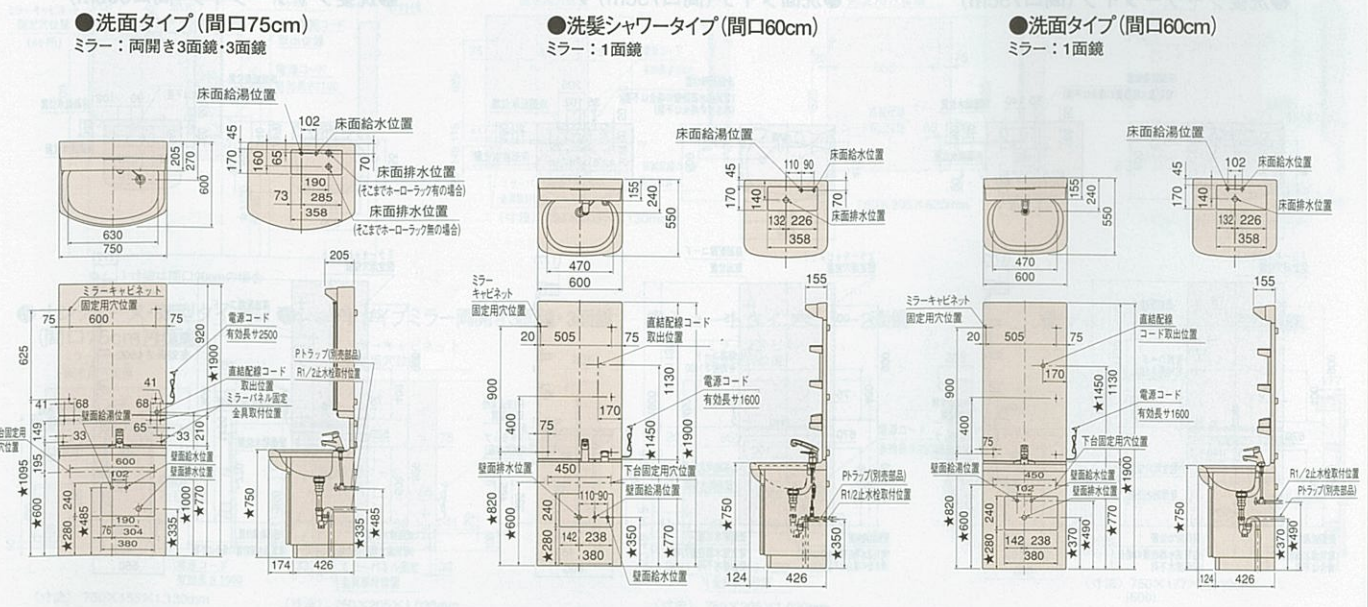 ●洗面タイプ(間口75cm)
ミラー：両開き3面鏡・3面鏡
床面給湯位置
102
床面給水位置
45
170
160
65
70
205
270
600
床面排水位置
(そこまでホーローラック有の場合)
190
73
285
358
床面排水位置
(そこまでホーローラック無の場合)
630
750
205
ミラーキャビネット
固定用穴位置
75
600
75
電源コード
有効長サ2500
920
★1900
625
Pトラップ(別売部品)
R1/2止水栓取付位置
直結配線コード
取出位置
ミラーパネル固定
金具取付位置
41
41
68
68
壁面給湯位置
65
149
33
33
210
壁面給水位置
壁面排水位置
195
★1095
600
102
★600
240
★280
★485
★1000
★770
★335
190
76
304
380
★750
★335
★485
174
426
●洗髪シャワータイプ(間口60cm)
ミラー：1面鏡
床面給湯位置
110
90
床面給水位置
45
170
140
70
155
240
550
132
226
358
床面排水位置
470
600
155
ミラー
キャビネット
固定用穴位置
直結配線コード
取出位置
20
505
75
電源コード
有効長サ1600
900
400
170
1130
★1450
★1900
75
壁面排水位置
450
下台固定用穴位置
壁面給湯位置
★820
★600
240
★280
110
90
142
238
380
★350
★770
壁面給水位置
Pトラップ(別売部品)
R1/2止水栓取付位置
★750
★350
124
426
●洗面タイプ(間口60cm)
ミラー：1面鏡
床面給湯位置
102
床面給水位置
45
170
140
70
155
240
550
132
226
358
床面排水位置
470
600
155
ミラーキャビネット
固定用穴位置
直結配線
コード取出位置
20
505
75
170
900
400
★1450
1130
電源コード
有効長サ1600
75
下台固定用穴位置
壁面給湯位置
450
102
壁面給水位置
壁面排水位置
★1900
★820
★600
240
★280
142
238
380
★370
★490
★770
R1/2止水栓取付位置
Pトラップ(別売部品)
★750
★370
★490
124
426